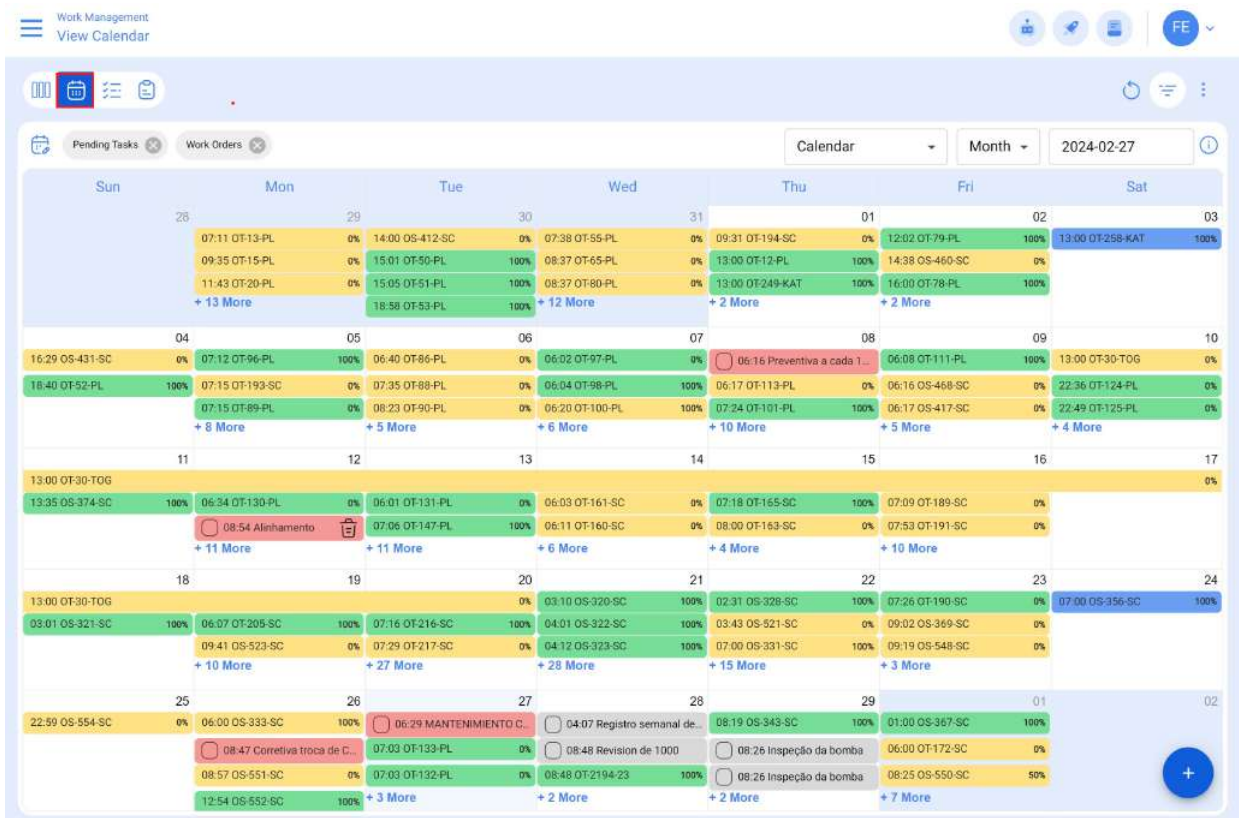 Work Management
View Calendar
FE
Pending Tasks Work Orders Calendar Month 2024-02-27
Sun Mon Tue Wed Thu Fri Sat
28 29 30 31 01 02 03
07:11 OT-13-PL 0% 14:00 OS-412-SC 0% 07:38 OT-55-PL 0% 09:31 OT-194-SC 0% 12:02 OT-79-PL 100% 13:00 OT-258-KAT 100%
09:35 OT-15-PL 0% 15:01 OT-50-PL 100% 08:37 OT-65-PL 0% 13:00 OT-12-PL 100% 14:38 OS-460-SC 0%
11:43 OT-20-PL 0% 15:05 OT-51-PL 100% 08:37 OT-80-PL 0% 13:00 OT-249-KAT 100% 16:00 OT-78-PL 100%
+ 13 More 18:58 OT-53-PL 100% + 12 More + 2 More + 2 More
04 05 06 07 08 09 10
16:29 OS-431-SC 0% 07:12 OT-96-PL 100% 06:40 OT-86-PL 0% 06:02 OT-97-PL 0% 06:16 Preventiva a cada 1... 06:08 OT-111-PL 100% 13:00 OT-30-TOG 0%
18:40 OT-52-PL 100% 07:15 OT-193-SC 0% 07:35 OT-88-PL 0% 06:04 OT-98-PL 100% 06:17 OT-113-PL 0% 06:16 OS-468-SC 0% 22:36 OT-124-PL 0%
07:15 OT-89-PL 0% 08:23 OT-90-PL 0% 06:20 OT-100-PL 100% 07:24 OT-101-PL 100% 06:17 OS-417-SC 0% 22:49 OT-125-PL 0%
+ 8 More + 5 More + 6 More + 10 More + 5 More + 4 More
11 12 13 14 15 16 17
13:00 OT-30-TOG 0%
13:35 OS-374-SC 100% 06:34 OT-130-PL 0% 06:01 OT-131-PL 0% 06:03 OT-161-SC 0% 07:18 OT-165-SC 100% 07:09 OT-189-SC 0%
08:54 Alinhamento 07:06 OT-147-PL 100% 06:11 OT-160-SC 0% 08:00 OT-163-SC 0% 07:53 OT-191-SC 0%
+ 11 More + 11 More + 6 More + 4 More + 10 More
18 19 20 21 22 23 24
13:00 OT-30-TOG 0% 03:10 OS-320-SC 100% 02:31 OS-328-SC 100% 07:26 OT-190-SC 0% 07:00 OS-356-SC 100%
03:01 OS-321-SC 100% 06:07 OT-205-SC 100% 07:16 OT-216-SC 100% 04:01 OS-322-SC 100% 03:43 OS-521-SC 0% 09:02 OS-369-SC 0%
09:41 OS-523-SC 0% 07:29 OT-217-SC 0% 04:12 OS-323-SC 100% 07:00 OS-331-SC 100% 09:19 OS-548-SC 0%
+ 10 More + 27 More + 28 More + 15 More + 3 More
25 26 27 28 29 01 02
22:59 OS-554-SC 0% 06:00 OS-333-SC 100% 06:29 MANTENIMIENTO C... 04:07 Registro semanal de... 08:19 OS-343-SC 100% 01:00 OS-367-SC 100%
08:47 Corretiva troca de C... 07:03 OT-133-PL 0% 08:48 Revision de 1000 08:26 Inspeção da bomba 06:00 OT-172-SC 0%
08:57 OS-551-SC 0% 07:03 OT-132-PL 0% 08:48 OT-2194-23 100% 08:26 Inspeção da bomba 08:25 OS-550-SC 50%
12:54 OS-552-SC 100% + 3 More + 2 More + 2 More + 7 More